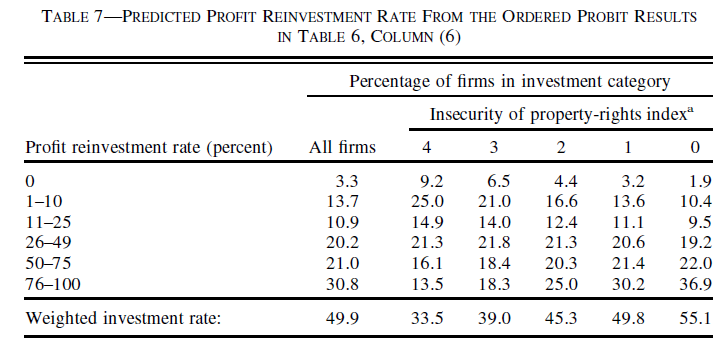 TABLE 7—PREDICTED PROFIT REINVESTMENT RATE FROM THE ORDERED PROBIT RESULTS
IN TABLE 6, COLUMN (6)
Percentage of firms in investment category
Insecurity of property-rights indexᵃ
Profit reinvestment rate (percent) All firms 4 3 2 1 0
0 3.3 9.2 6.5 4.4 3.2 1.9
1–10 13.7 25.0 21.0 16.6 13.6 10.4
11–25 10.9 14.9 14.0 12.4 11.1 9.5
26–49 20.2 21.3 21.8 21.3 20.6 19.2
50–75 21.0 16.1 18.4 20.3 21.4 22.0
76–100 30.8 13.5 18.3 25.0 30.2 36.9
Weighted investment rate: 49.9 33.5 39.0 45.3 49.8 55.1